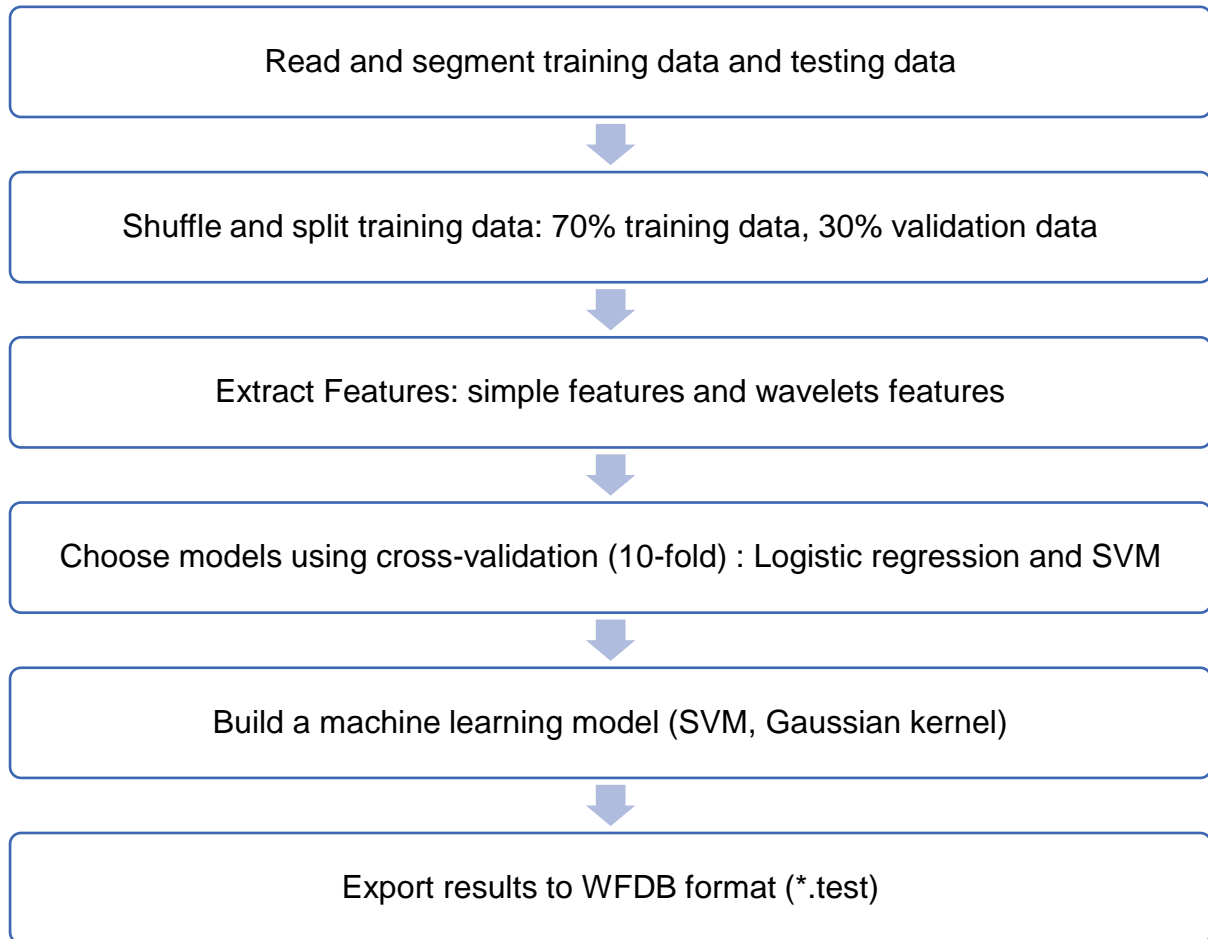 Read and segment training data and testing data
Shuffle and split training data: 70% training data, 30% validation data
Extract Features: simple features and wavelets features
Choose models using cross-validation (10-fold) : Logistic regression and SVM
Build a machine learning model (SVM, Gaussian kernel)
Export results to WFDB format (*.test)